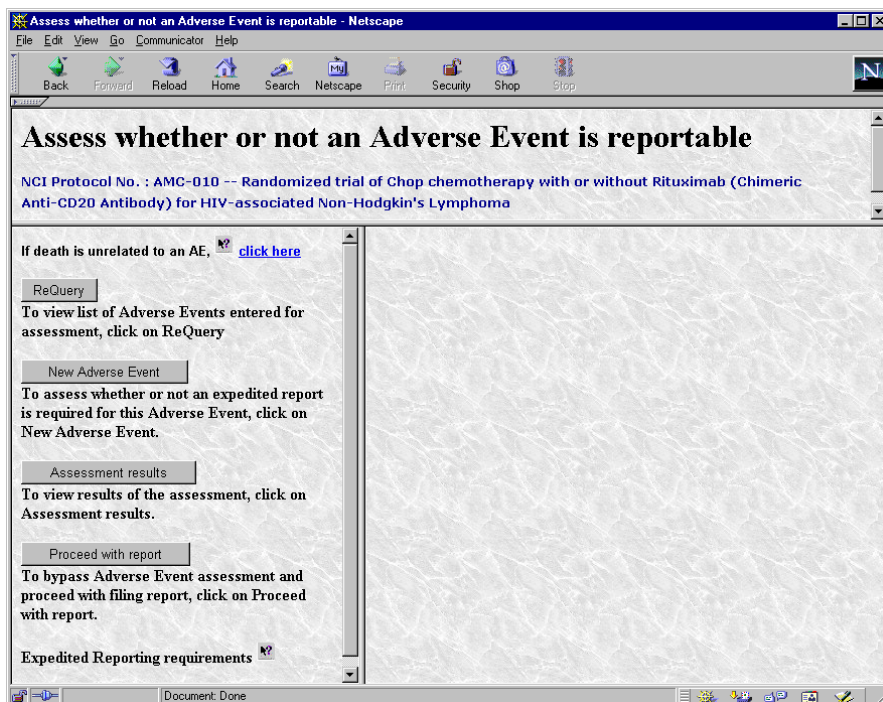 Assess whether or not an Adverse Event is reportable - Netscape
File Edit View Go Communicator Help
Back Forward Reload Home Search Netscape Print Security Shop Stop
My
N
Assess whether or not an Adverse Event is reportable
NCI Protocol No. : AMC-010 -- Randomized trial of Chop chemotherapy with or without Rituximab (Chimeric
Anti-CD20 Antibody) for HIV-associated Non-Hodgkin's Lymphoma
If death is unrelated to an AE, ? click here
ReQuery
To view list of Adverse Events entered for
assessment, click on ReQuery
New Adverse Event
To assess whether or not an expedited report
is required for this Adverse Event, click on
New Adverse Event.
Assessment results
To view results of the assessment, click on
Assessment results.
Proceed with report
To bypass Adverse Event assessment and
proceed with filing report, click on Proceed
with report.
Expedited Reporting requirements ?
Document: Done